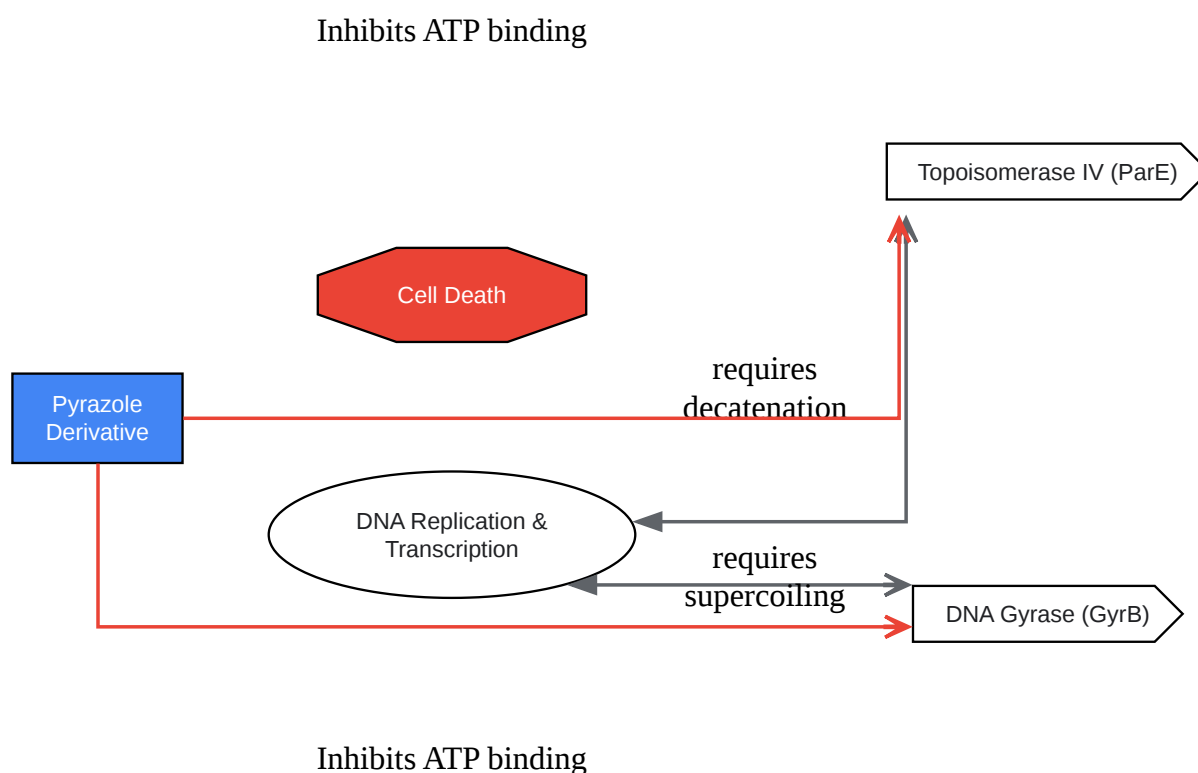 Inhibits ATP binding
Topoisomerase IV (ParE)
Cell Death
requires
decatenation
Pyrazole
Derivative
DNA Replication &
Transcription
requires
supercoiling
DNA Gyrase (GyrB)
Inhibits ATP binding